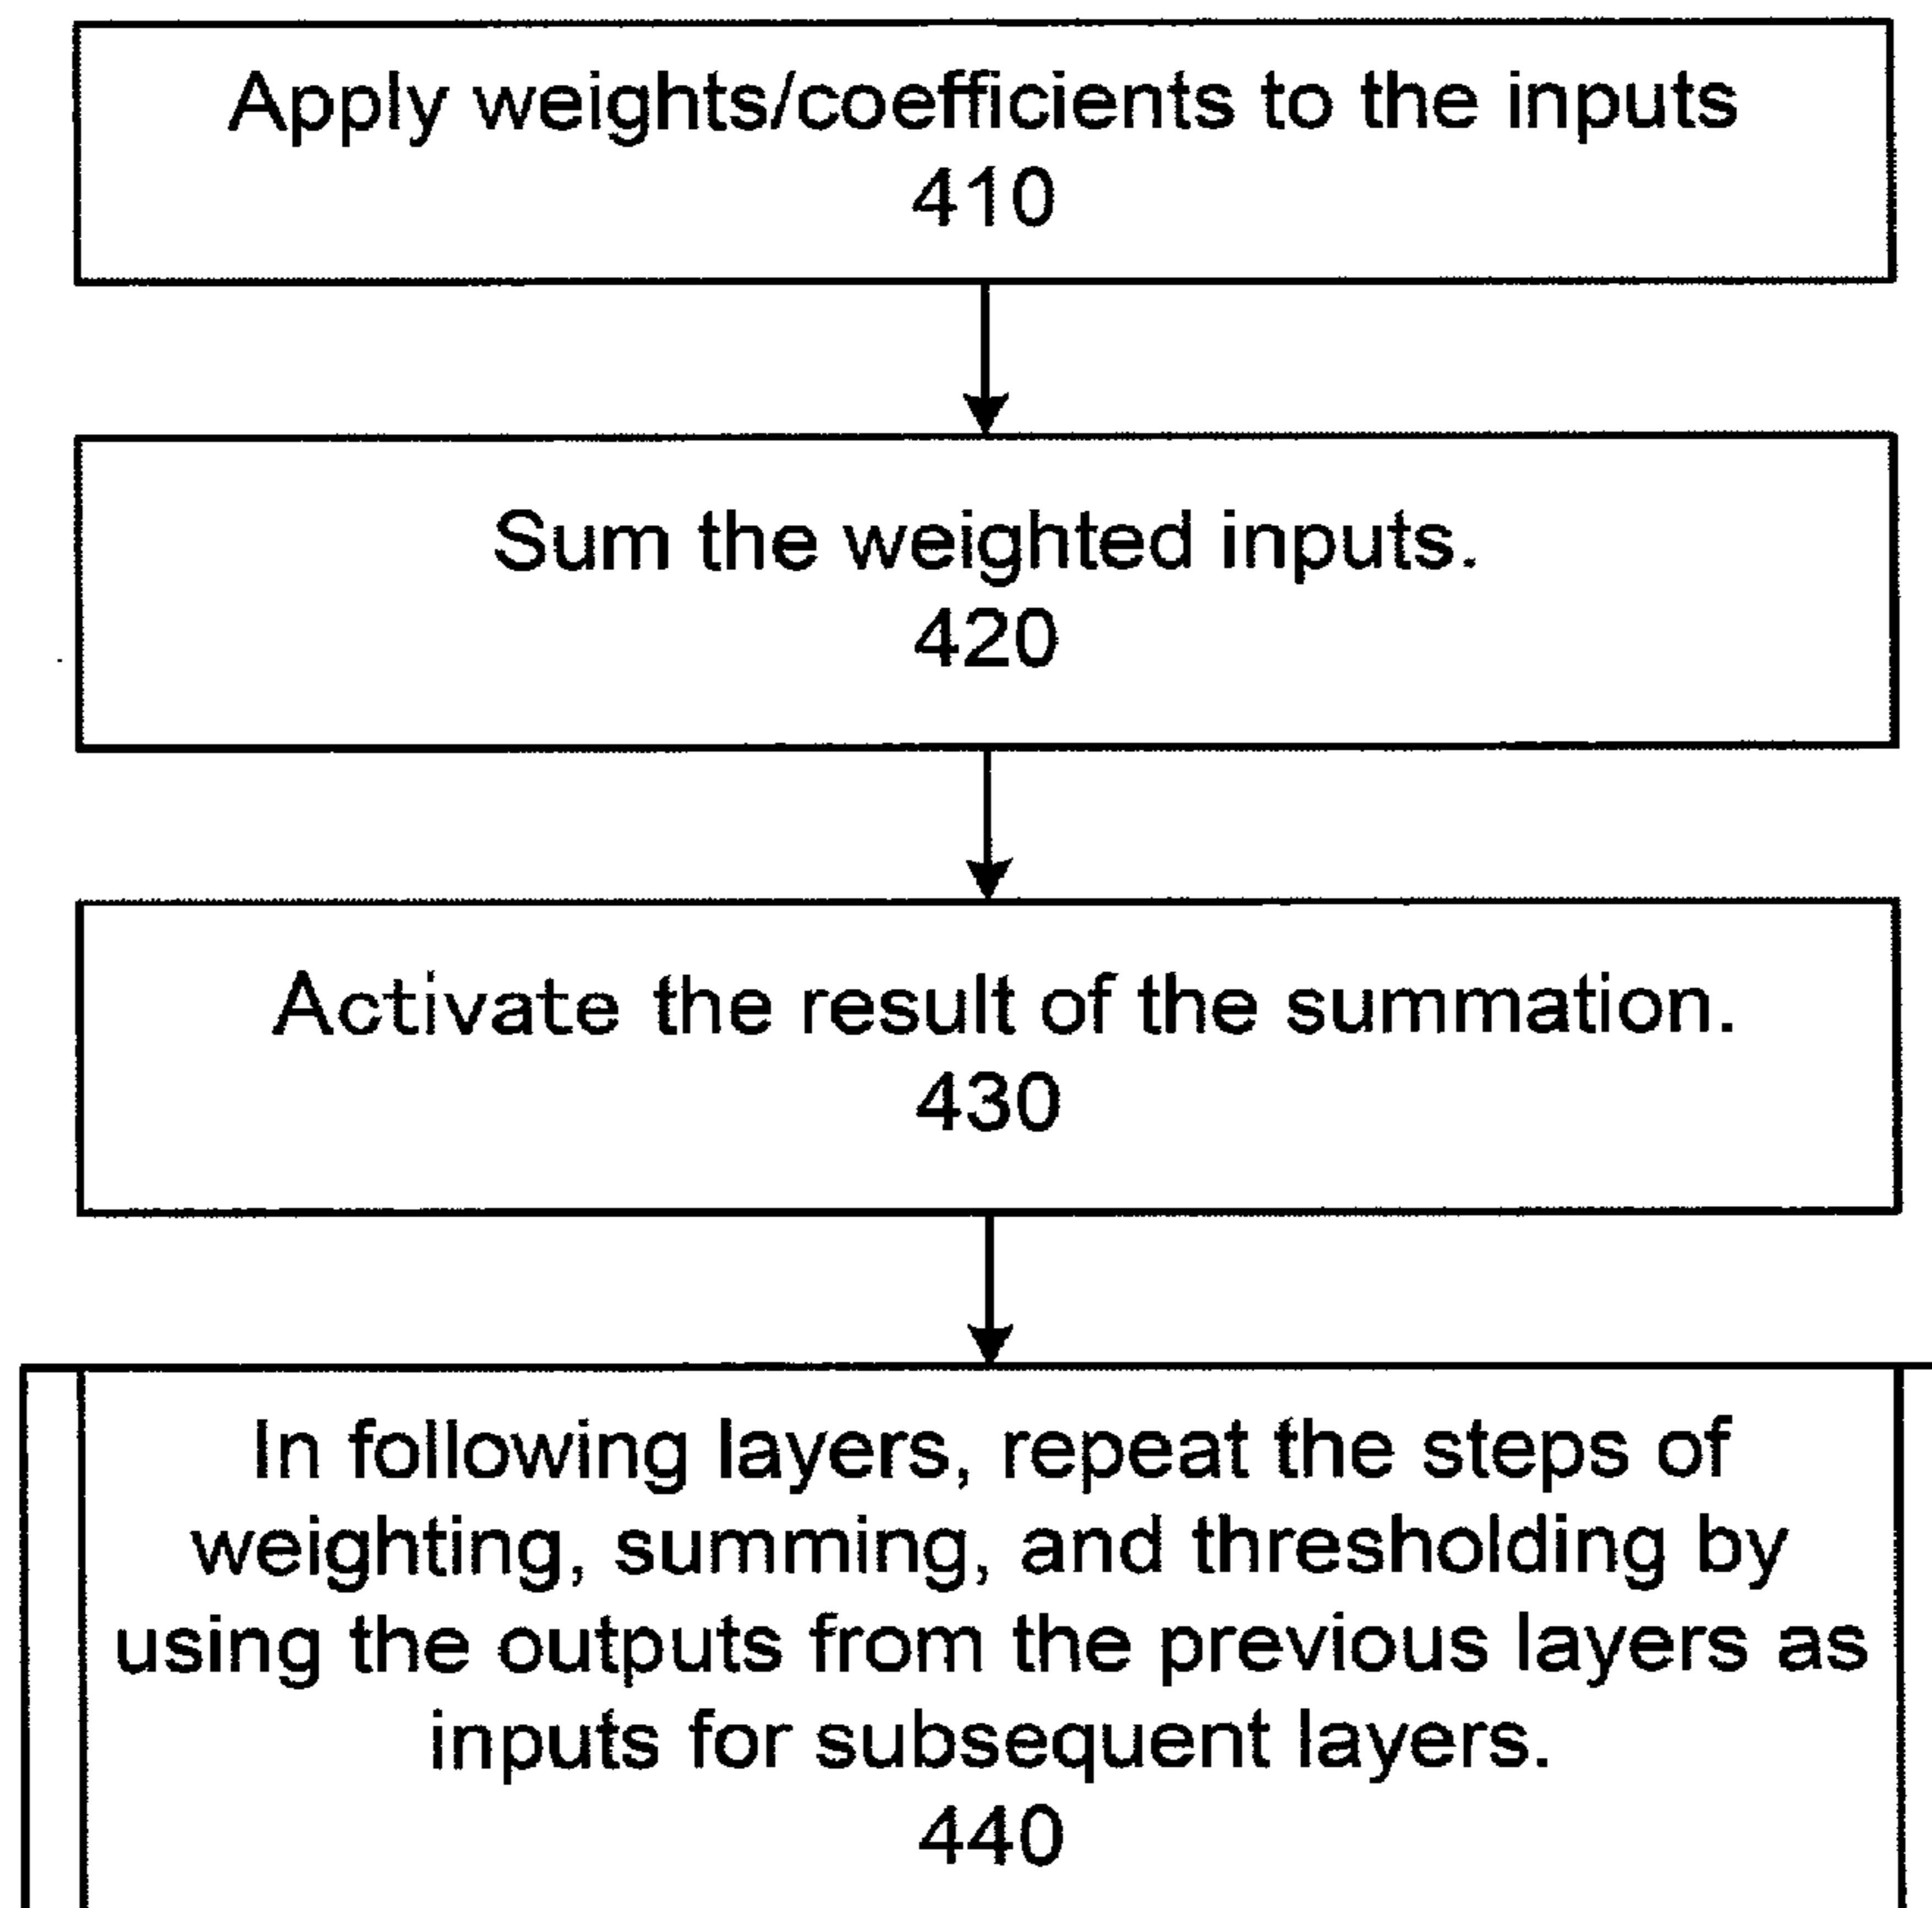 Apply weights/coefficients to the inputs
410
Sum the weighted inputs.
420
Activate the result of the summation.
430
In following layers, repeat the steps of
weighting, summing, and thresholding by
using the outputs from the previous layers as
inputs for subsequent layers.
440